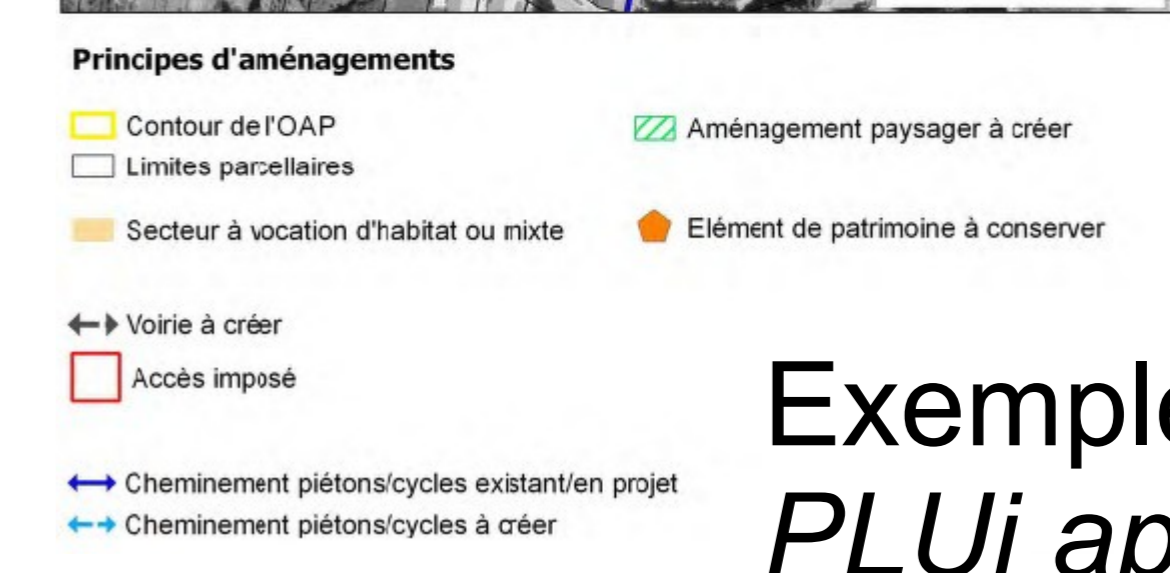 Principes d'aménagements
Contour de l'OAP
Limites parcellaires
Secteur à vocation d'habitat ou mixte
Voirie à créer
Accès imposé
Cheminement piétons/cycles existant/en projet
Cheminement piétons/cycles à créer
Aménagement paysager à créer
Elément de patrimoine à conserver
Exemple
PLUi ap